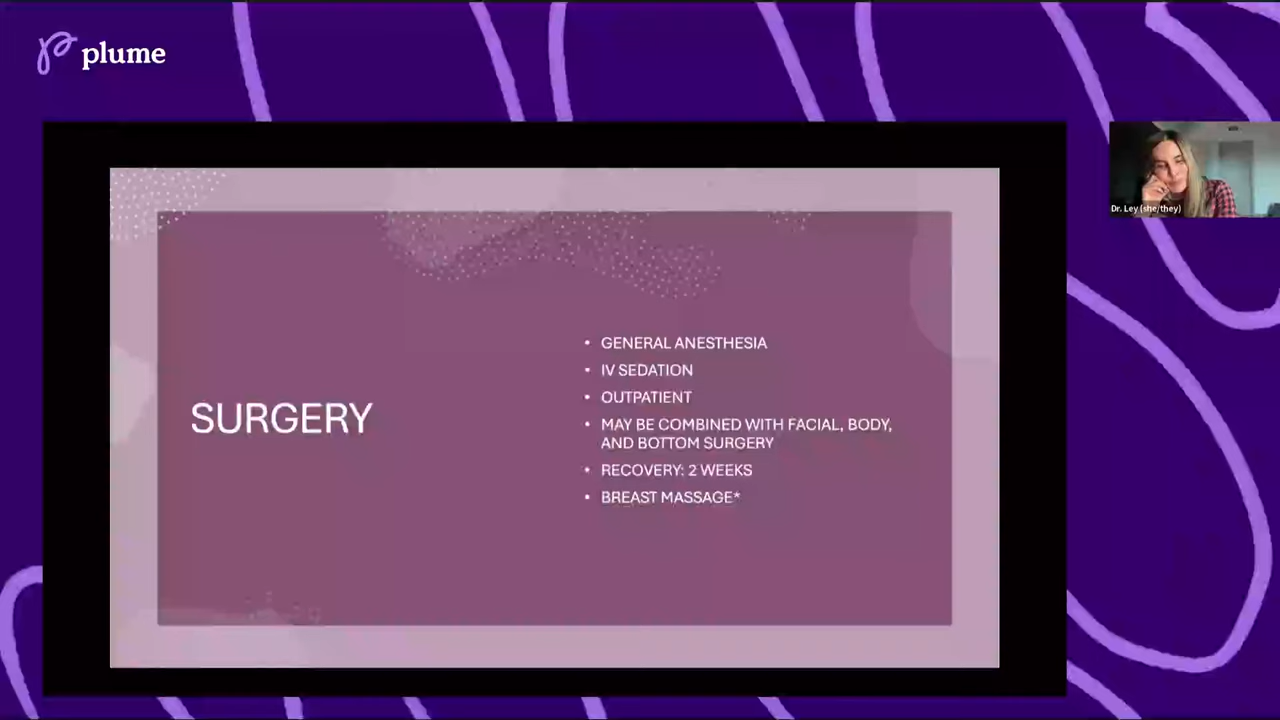 plume
Dr. Ley (she/they)
SURGERY
• GENERAL ANESTHESIA
• IV SEDATION
• OUTPATIENT
• MAY BE COMBINED WITH FACIAL, BODY,
AND BOTTOM SURGERY
• RECOVERY: 2 WEEKS
• BREAST MASSAGE*